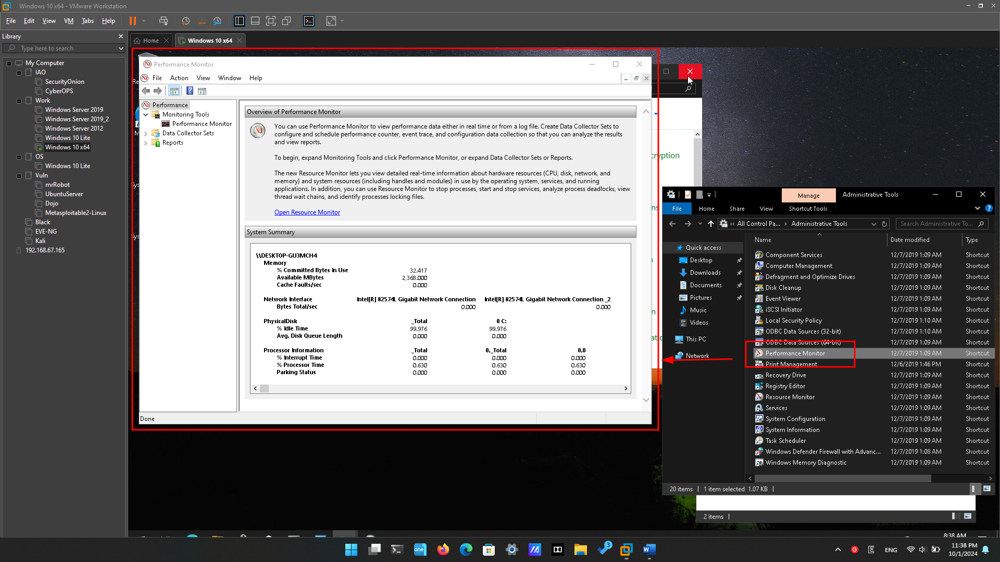 Windows 10 x64 - VMware Workstation
File Edit View VM Tabs Help
Library
Type here to search
My Computer
IAO
SecurityOnion
CyberOPS
Work
Windows Server 2019
Windows Server 2019_2
Windows Server 2012
Windows 10 Lite
Windows 10 x64
OS
Windows 10 Lite
Vuln
mrRobot
UbuntuServer
Dojo
Metasploitable2-Linux
Black
EVE-NG
Kali
192.168.67.165
Home
Windows 10 x64
Performance Monitor
File Action View Window Help
Performance
Monitoring Tools
Performance Monitor
Data Collector Sets
Reports
Overview of Performance Monitor
You can use Performance Monitor to view performance data either in real time or from a log file. Create Data Collector Sets to
configure and schedule performance counter, event trace, and configuration data collection so that you can analyze the results
and view reports.
To begin, expand Monitoring Tools and click Performance Monitor, or expand Data Collector Sets or Reports.
The new Resource Monitor lets you view detailed real-time information about hardware resources (CPU, disk, network, and
memory) and system resources (including handles and modules) in use by the operating system, services, and running
applications. In addition, you can use Resource Monitor to stop processes, start and stop services, analyze process deadlocks, view
thread wait chains, and identify processes locking files.
Open Resource Monitor
System Summary
\\DESKTOP-GU3MCH4
Memory
% Committed Bytes In Use 32.417
Available MBytes 2,368.000
Cache Faults/sec 0.000
Network Interface Intel[R] 82574L Gigabit Network Connection Intel[R] 82574L Gigabit Network Connection _2
Bytes Total/sec 0.000 0.000
PhysicalDisk _Total 0 C:
% Idle Time 99.976 99.976
Avg. Disk Queue Length 0.000 0.000
Processor Information _Total 0,_Total 0,0
% Interrupt Time 0.000 0.000 0.000
% Processor Time 0.630 0.630 0.630
Parking Status 0.000 0.000 0.000
Done
Manage Administrative Tools
File Home Share View Shortcut Tools
« All Control Pa... > Administrative Tools
Search Administrative To...
Quick access
Desktop
Downloads
Documents
Pictures
Music
Videos
This PC
Network
Name Date modified Type
Component Services 12/7/2019 1:09 AM Shortcut
Computer Management 12/7/2019 1:09 AM Shortcut
Defragment and Optimize Drives 12/7/2019 1:09 AM Shortcut
Disk Cleanup 12/7/2019 1:09 AM Shortcut
Event Viewer 12/7/2019 1:09 AM Shortcut
iSCSI Initiator 12/7/2019 1:09 AM Shortcut
Local Security Policy 12/7/2019 1:10 AM Shortcut
ODBC Data Sources (32-bit) 12/7/2019 1:10 AM Shortcut
ODBC Data Sources (64-bit) 12/7/2019 1:09 AM Shortcut
Performance Monitor 12/7/2019 1:09 AM Shortcut
Print Management 12/6/2019 1:46 PM Shortcut
Recovery Drive 12/7/2019 1:09 AM Shortcut
Registry Editor 12/7/2019 1:09 AM Shortcut
Resource Monitor 12/7/2019 1:09 AM Shortcut
Services 12/7/2019 1:09 AM Shortcut
System Configuration 12/7/2019 1:09 AM Shortcut
System Information 12/7/2019 1:09 AM Shortcut
Task Scheduler 12/7/2019 1:09 AM Shortcut
Windows Defender Firewall with Advanc... 12/7/2019 1:08 AM Shortcut
Windows Memory Diagnostic 12/7/2019 1:09 AM Shortcut
20 items 1 item selected 1.07 KB
2 items
8:38 AM
one
3
ENG
11:38 PM
10/1/2024